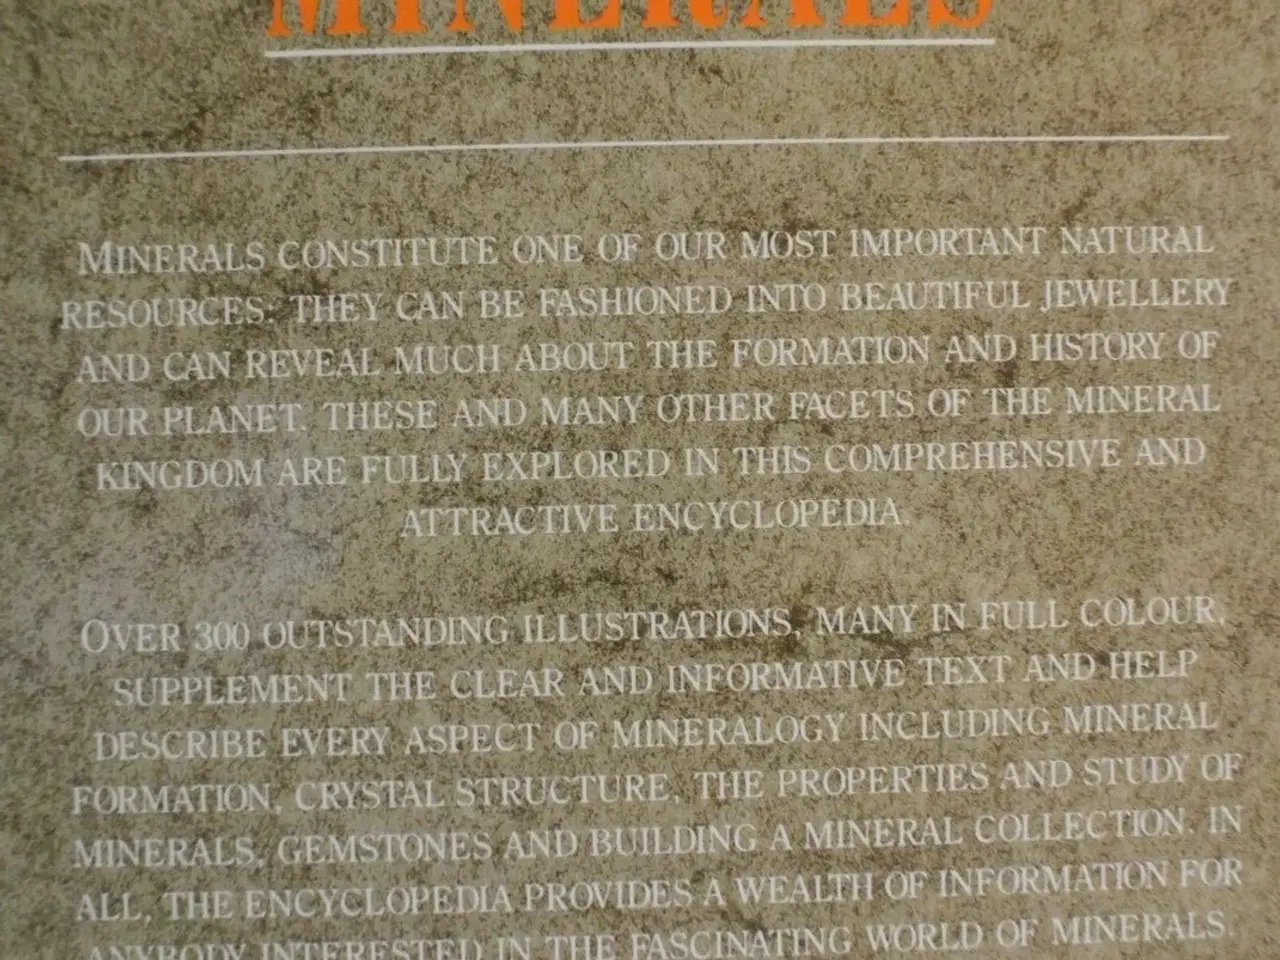 MINERALS
MINERALS CONSTITUTE ONE OF OUR MOST IMPORTANT NATURAL
RESOURCES: THEY CAN BE FASHIONED INTO BEAUTIFUL JEWELLERY
AND CAN REVEAL MUCH ABOUT THE FORMATION AND HISTORY OF
OUR PLANET. THESE AND MANY OTHER FACETS OF THE MINERAL
KINGDOM ARE FULLY EXPLORED IN THIS COMPREHENSIVE AND
ATTRACTIVE ENCYCLOPEDIA.
OVER 300 OUTSTANDING ILLUSTRATIONS, MANY IN FULL COLOUR,
SUPPLEMENT THE CLEAR AND INFORMATIVE TEXT AND HELP
DESCRIBE EVERY ASPECT OF MINERALOGY INCLUDING MINERAL
FORMATION, CRYSTAL STRUCTURE, THE PROPERTIES AND STUDY OF
MINERALS, GEMSTONES AND BUILDING A MINERAL COLLECTION. IN
ALL, THE ENCYCLOPEDIA PROVIDES A WEALTH OF INFORMATION FOR
ANYBODY INTERESTED IN THE FASCINATING WORLD OF MINERALS.